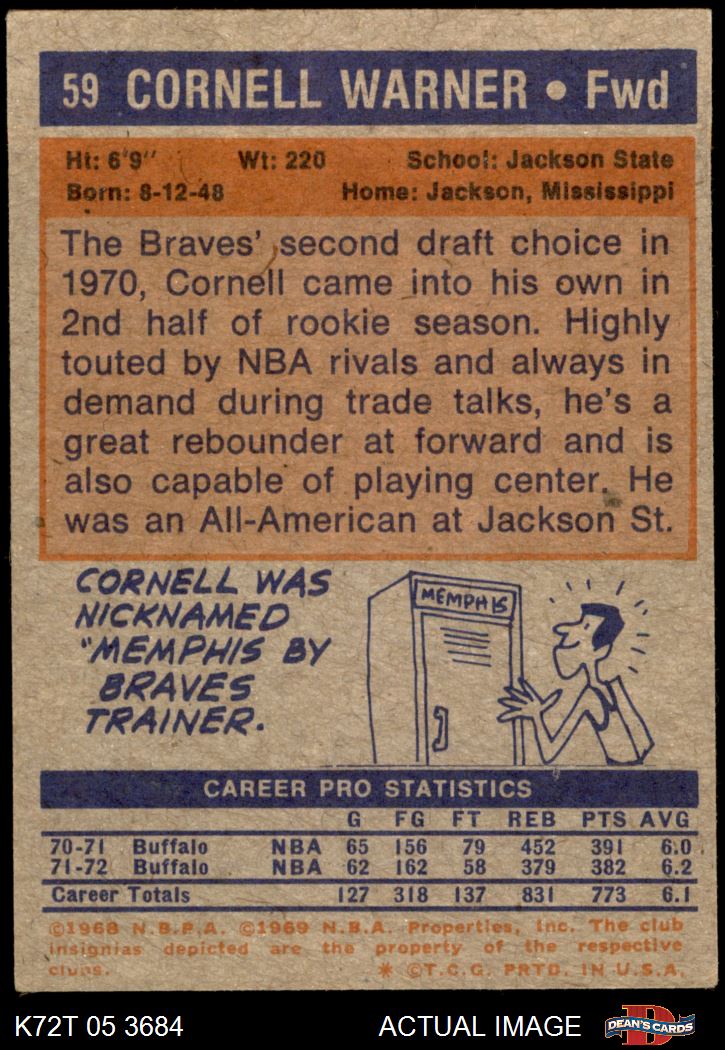 59 CORNELL WARNER • Fwd
Ht: 6'9'' Wt: 220 School: Jackson State
Born: 8-12-48 Home: Jackson, Mississippi
The Braves' second draft choice in
1970, Cornell came into his own in
2nd half of rookie season. Highly
touted by NBA rivals and always in
demand during trade talks, he's a
great rebounder at forward and is
also capable of playing center. He
was an All-American at Jackson St.
CORNELL WAS
NICKNAMED
"MEMPHIS BY
BRAVES
TRAINER.
MEMPHIS
CAREER PRO STATISTICS
G FG FT REB PTS AVG
70-71 Buffalo NBA 65 156 79 452 391 6.0
71-72 Buffalo NBA 62 162 58 379 382 6.2
Career Totals 127 318 137 831 773 6.1
©1968 N.B.P.A. ©1969 N.B.A. Properties, Inc. The club
insignias depicted are the property of the respective
clubs. * ©T.C.G. PRTD. IN U.S.A.
K72T 05 3684 ACTUAL IMAGE DEAN'S CARDS